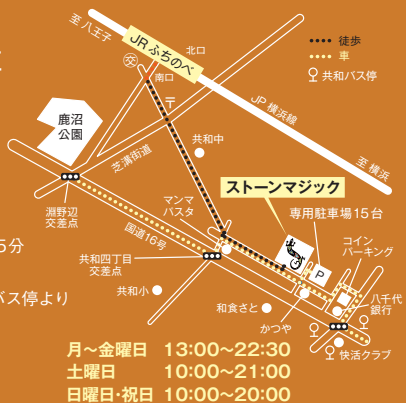 至 八王子
JR ふちのべ
北口
交
南口
〒
徒歩
車
共和バス停
JR 横浜線
至 横浜
鹿沼
公園
芝溝街道
共和中
ストーンマジック
専用駐車場15台
P
マンマ
パスタ
コイン
パーキング
淵野辺
交差点
国道16号
5分
共和四丁目
交差点
共和小
バス停より
和食さと
かつや
八千代
銀行
快活クラブ
月~金曜日 13:00~22:30
土曜日 10:00~21:00
日曜日·祝日 10:00~20:00